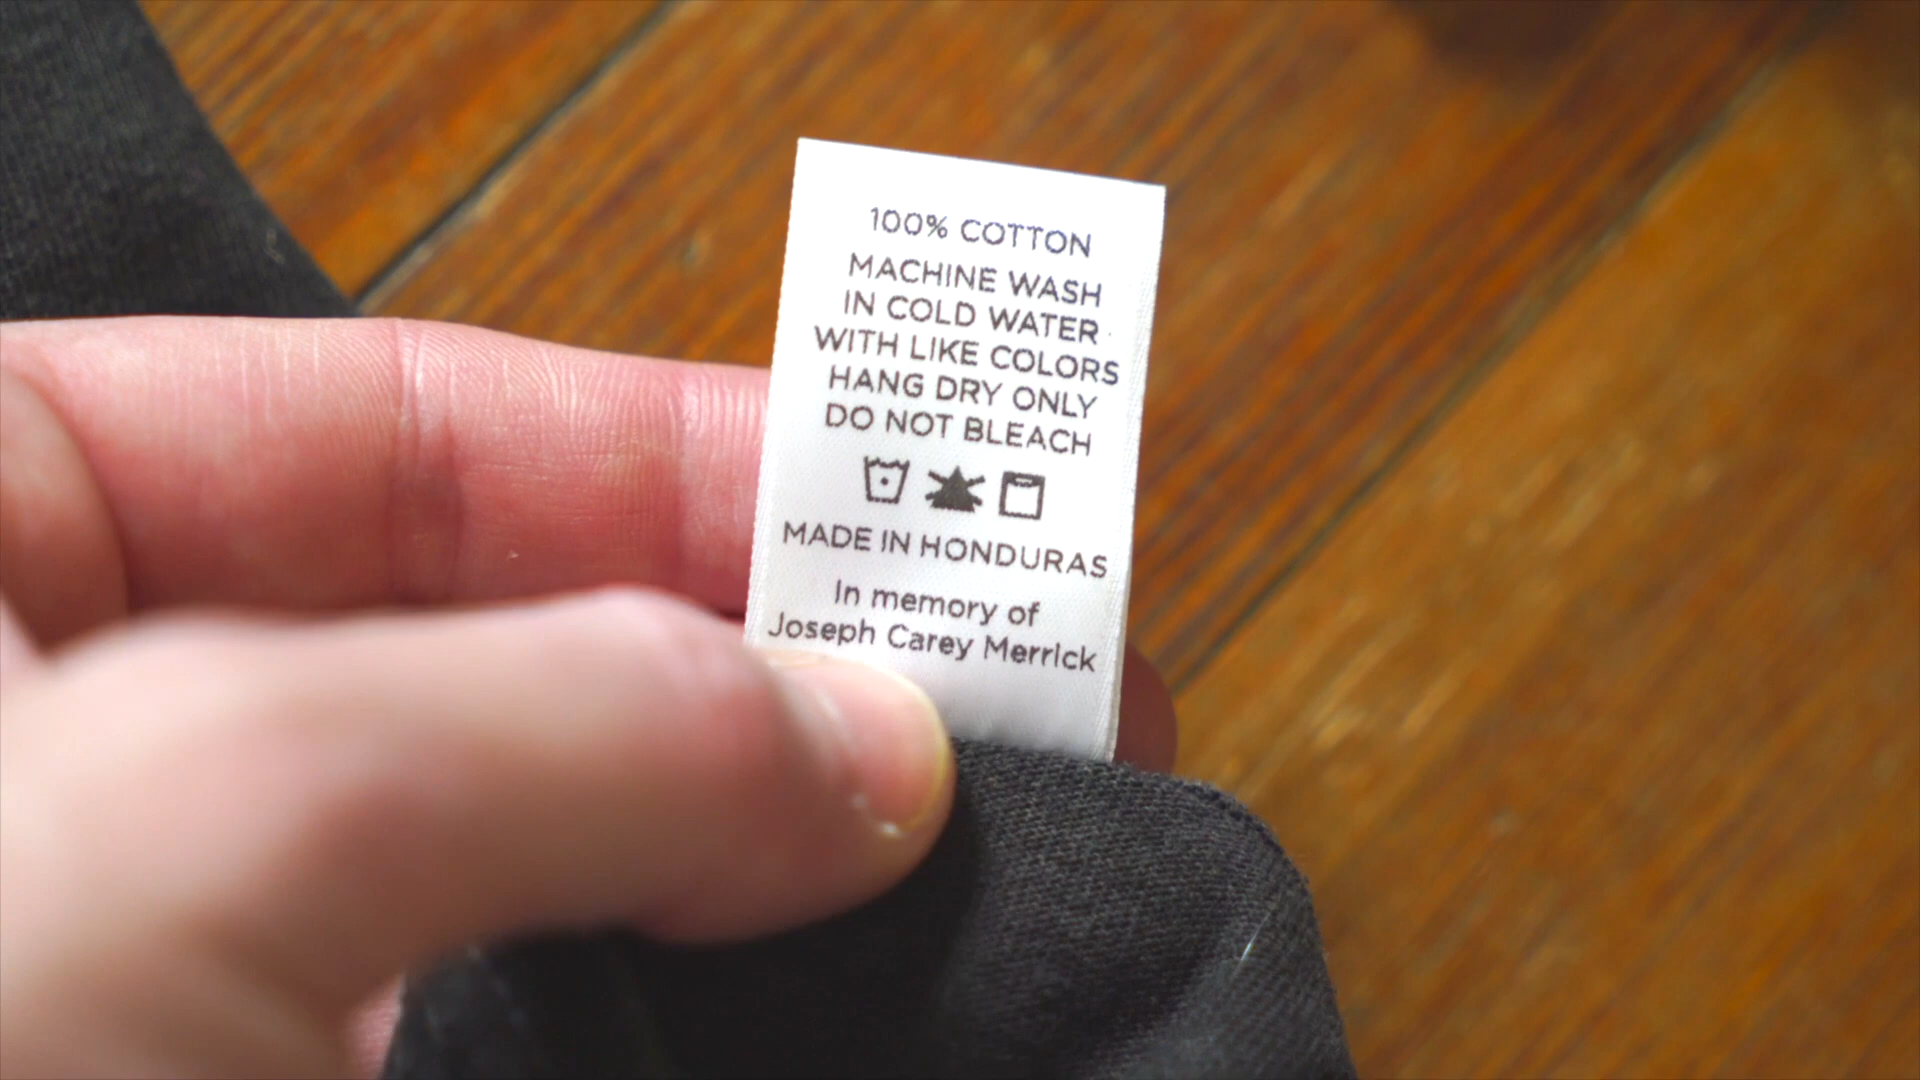 100% COTTON
MACHINE WASH
IN COLD WATER
WITH LIKE COLORS
HANG DRY ONLY
DO NOT BLEACH
MADE IN HONDURAS
In memory of
Joseph Carey Merrick